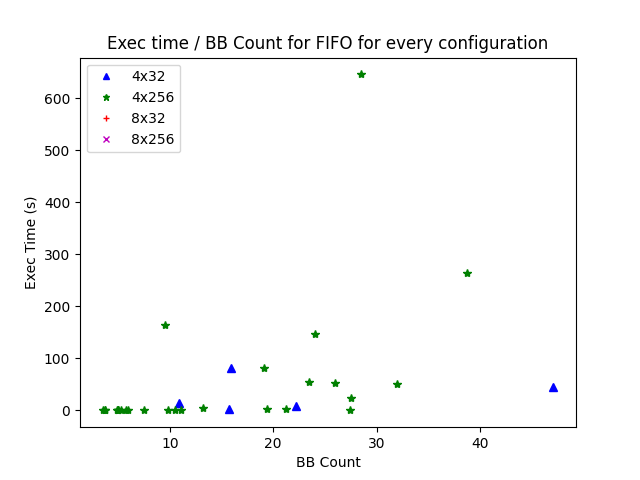 Exec time / BB Count for FIFO for every configuration
4x32
4x256
8x32
8x256
Exec Time (s)
600
500
400
300
200
100
0
10 20 30 40
BB Count